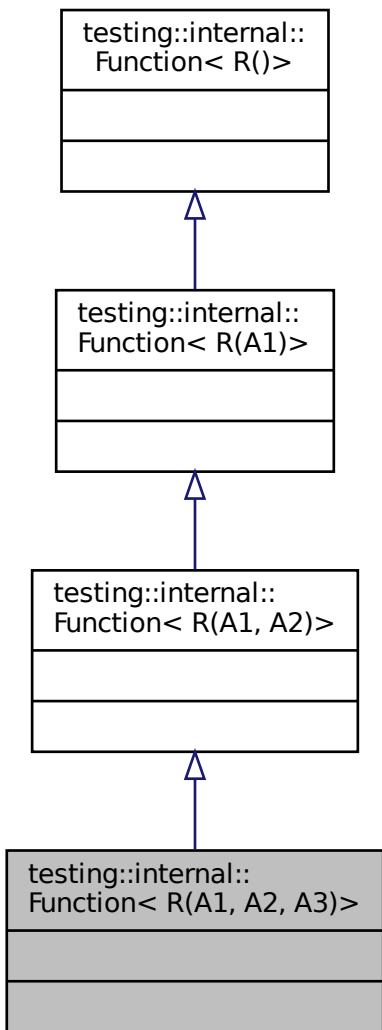 testing::internal::
Function< R()>
testing::internal::
Function< R(A1)>
testing::internal::
Function< R(A1, A2)>
testing::internal::
Function< R(A1, A2, A3)>